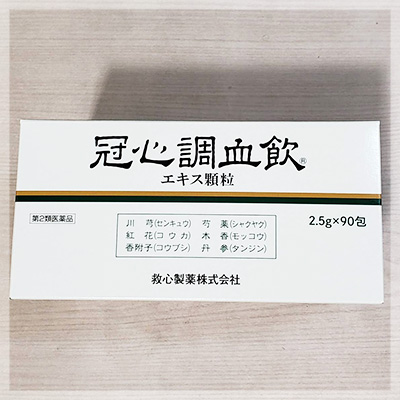 冠心調血飲®
エキス顆粒
第2類医薬品
川芎(センキュウ) 芍薬(シャクヤク)
紅花(コウカ) 木香(モッコウ)
香附子(コウブシ) 丹参(タンジン)
2.5g×90包
救心製薬株式会社